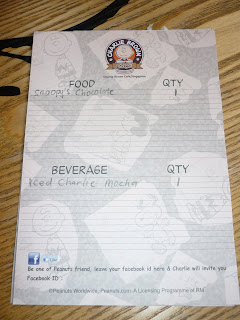 CHARLIE BROWN
CAFÉ
FOOD QTY
Snoopy's Chocolate 1
BEVERAGE QTY
Iced Charlie Mocha 1
Be one of Peanuts friend, leave your facebook id here & Charlie will invite you
Facebook ID :
©Peanuts Worldwide, Peanuts.com. A Licensing Programme of RM